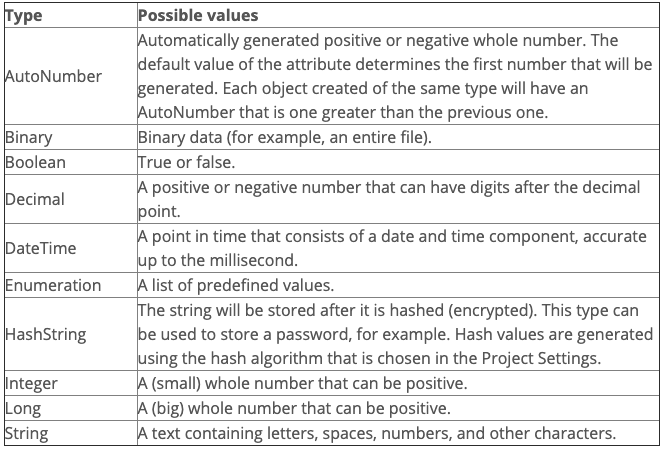 Type Possible values
AutoNumber
Automatically generated positive or negative whole number. The
default value of the attribute determines the first number that will be
generated. Each object created of the same type will have an
AutoNumber that is one greater than the previous one.
Binary Binary data (for example, an entire file).
Boolean True or false.
Decimal
A positive or negative number that can have digits after the decimal
point.
DateTime
A point in time that consists of a date and time component, accurate
up to the millisecond.
Enumeration A list of predefined values.
HashString
The string will be stored after it is hashed (encrypted). This type can
be used to store a password, for example. Hash values are generated
using the hash algorithm that is chosen in the Project Settings.
Integer A (small) whole number that can be positive.
Long A (big) whole number that can be positive.
String A text containing letters, spaces, numbers, and other characters.